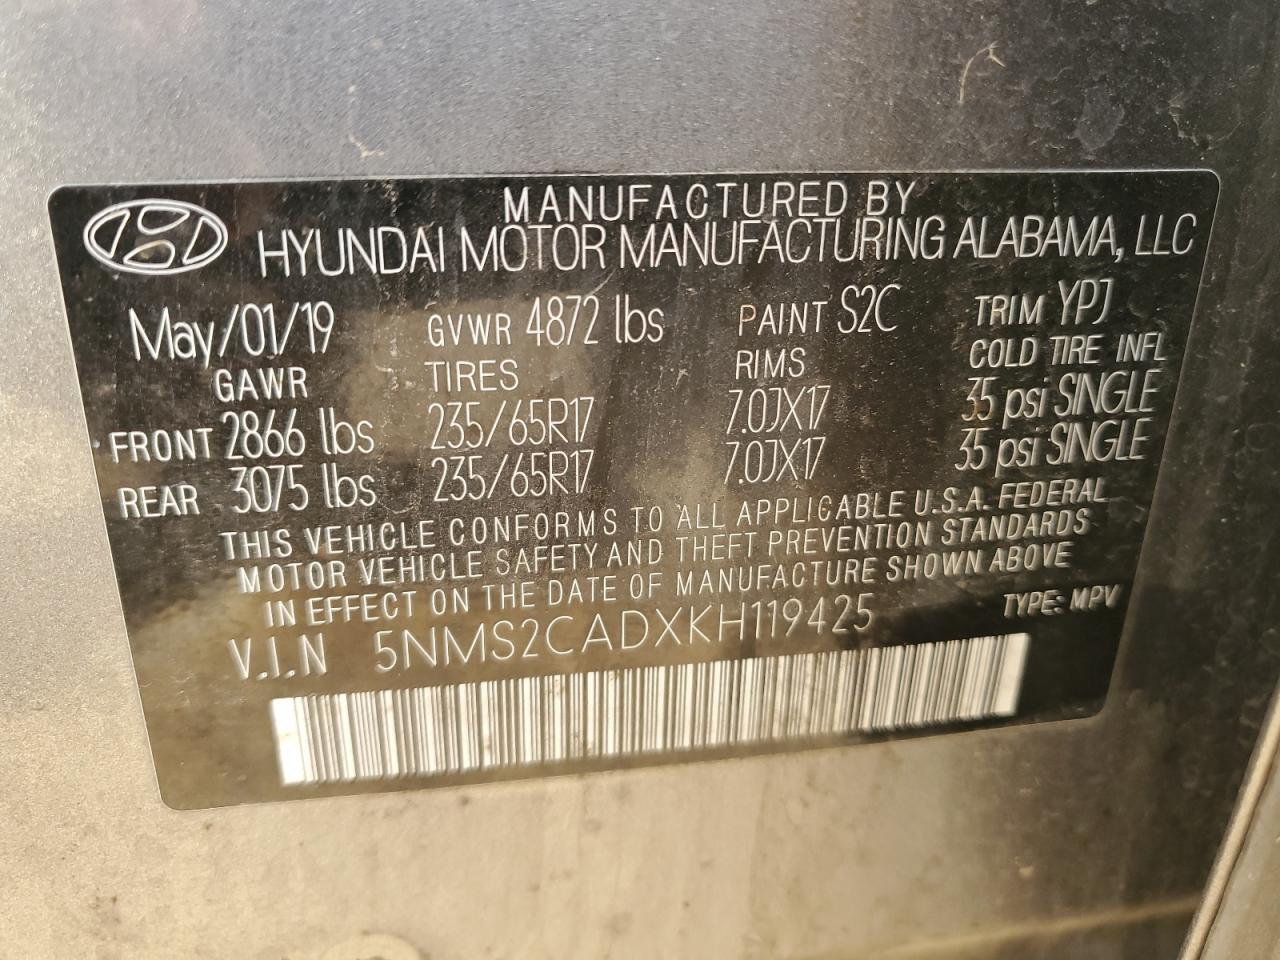 MANUFACTURED BY
HYUNDAI MOTOR MANUFACTURING ALABAMA, LLC
May/01/19 GVWR 4872 lbs PAINT S2C TRIM YPJ
GAWR TIRES RIMS COLD TIRE INFL
FRONT 2866 lbs 235/65R17 7.0JX17 35 psi SINGLE
REAR 3075 lbs 235/65R17 7.0JX17 35 psi SINGLE
THIS VEHICLE CONFORMS TO ALL APPLICABLE U.S.A. FEDERAL
MOTOR VEHICLE SAFETY AND THEFT PREVENTION STANDARDS
IN EFFECT ON THE DATE OF MANUFACTURE SHOWN ABOVE
V.I.N 5NMS2CADXKH119425 TYPE: MPV